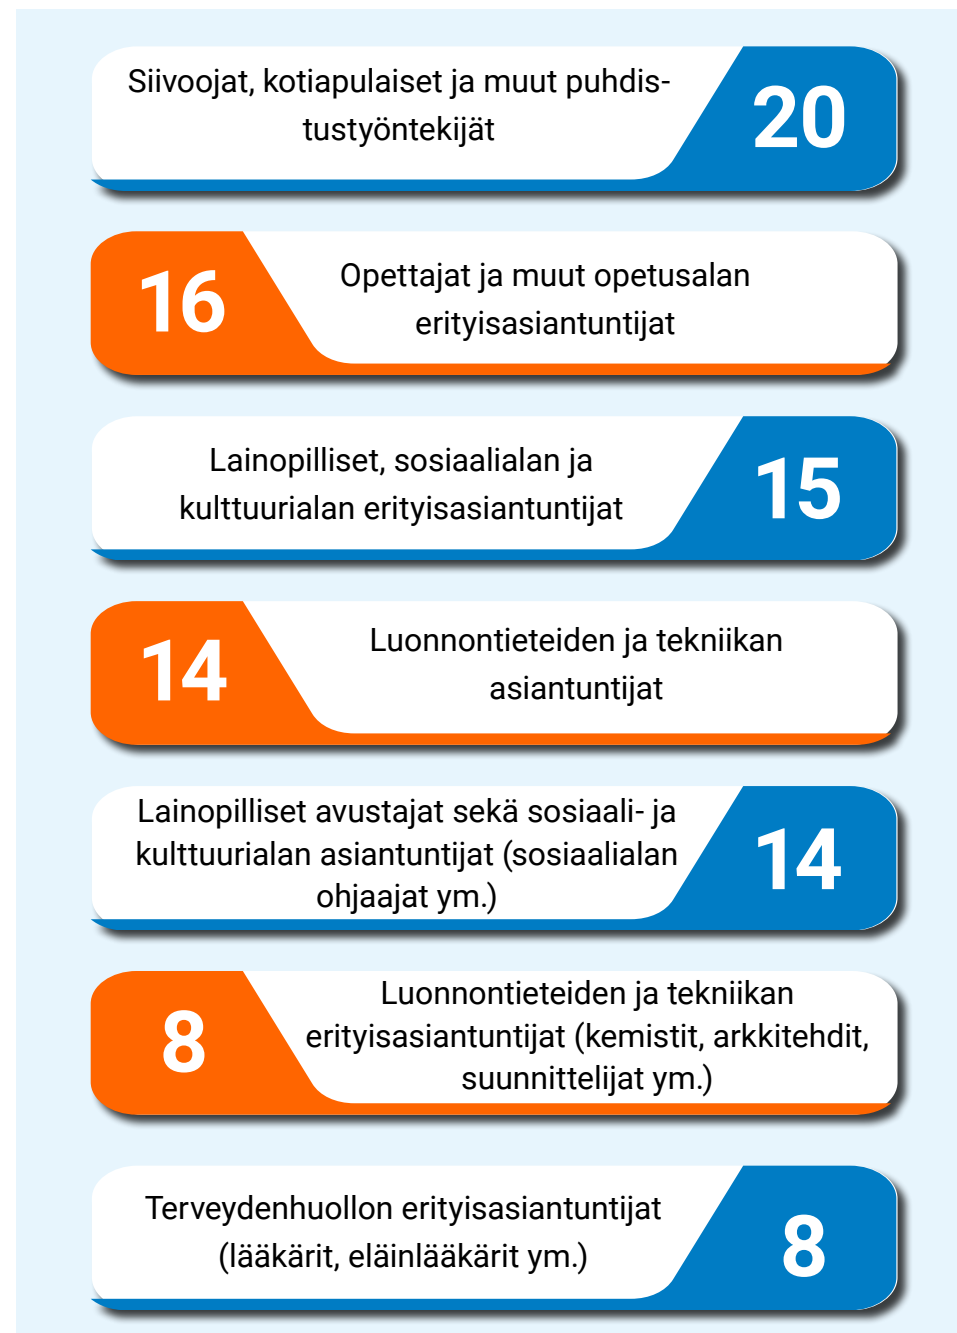 Siivoojat, kotiapulaiset ja muut puhdis-
tustyöntekijät
20
16
Opettajat ja muut opetusalan
erityisasiantuntijat
Lainopilliset, sosiaalialan ja
kulttuurialan erityisasiantuntijat
15
14
Luonnontieteiden ja tekniikan
asiantuntijat
Lainopilliset avustajat sekä sosiaali- ja
kulttuurialan asiantuntijat (sosiaalialan
ohjaajat ym.)
14
8
Luonnontieteiden ja tekniikan
erityisasiantuntijat (kemistit, arkkitehdit,
suunnittelijat ym.)
Terveydenhuollon erityisasiantuntijat
(lääkärit, eläinlääkärit ym.)
8